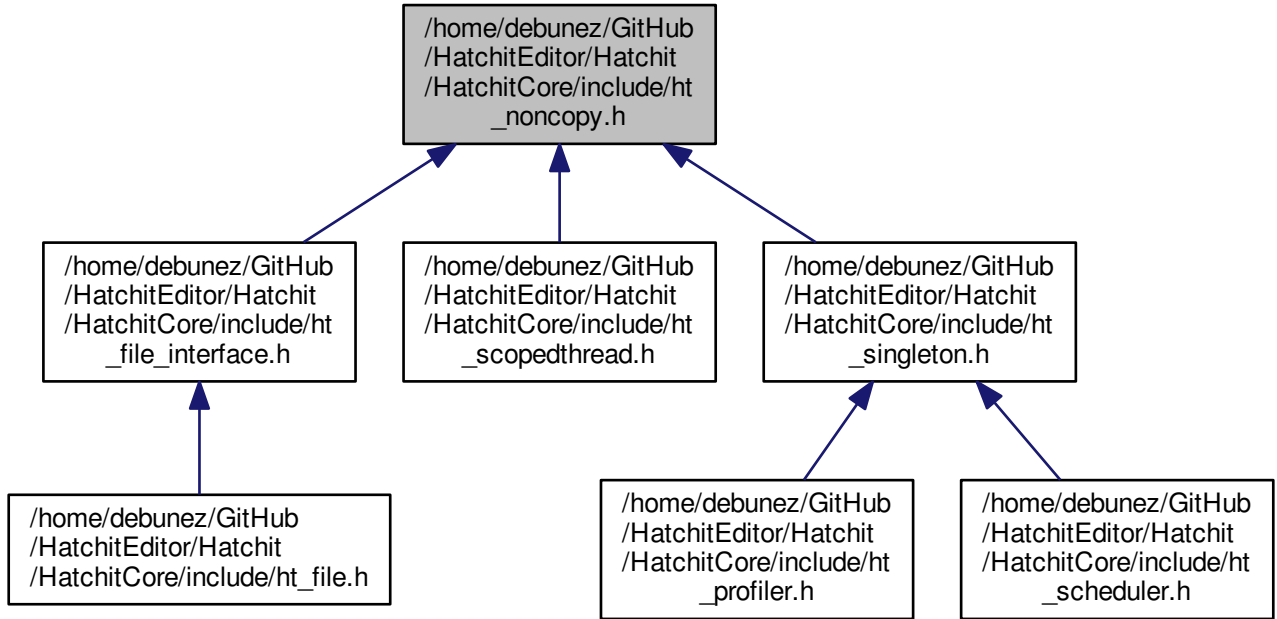 /home/debunez/GitHub
/HatchitEditor/Hatchit
/HatchitCore/include/ht
_noncopy.h
/home/debunez/GitHub
/HatchitEditor/Hatchit
/HatchitCore/include/ht
_file_interface.h
/home/debunez/GitHub
/HatchitEditor/Hatchit
/HatchitCore/include/ht
_scopedthread.h
/home/debunez/GitHub
/HatchitEditor/Hatchit
/HatchitCore/include/ht
_singleton.h
/home/debunez/GitHub
/HatchitEditor/Hatchit
/HatchitCore/include/ht_file.h
/home/debunez/GitHub
/HatchitEditor/Hatchit
/HatchitCore/include/ht
_profiler.h
/home/debunez/GitHub
/HatchitEditor/Hatchit
/HatchitCore/include/ht
_scheduler.h